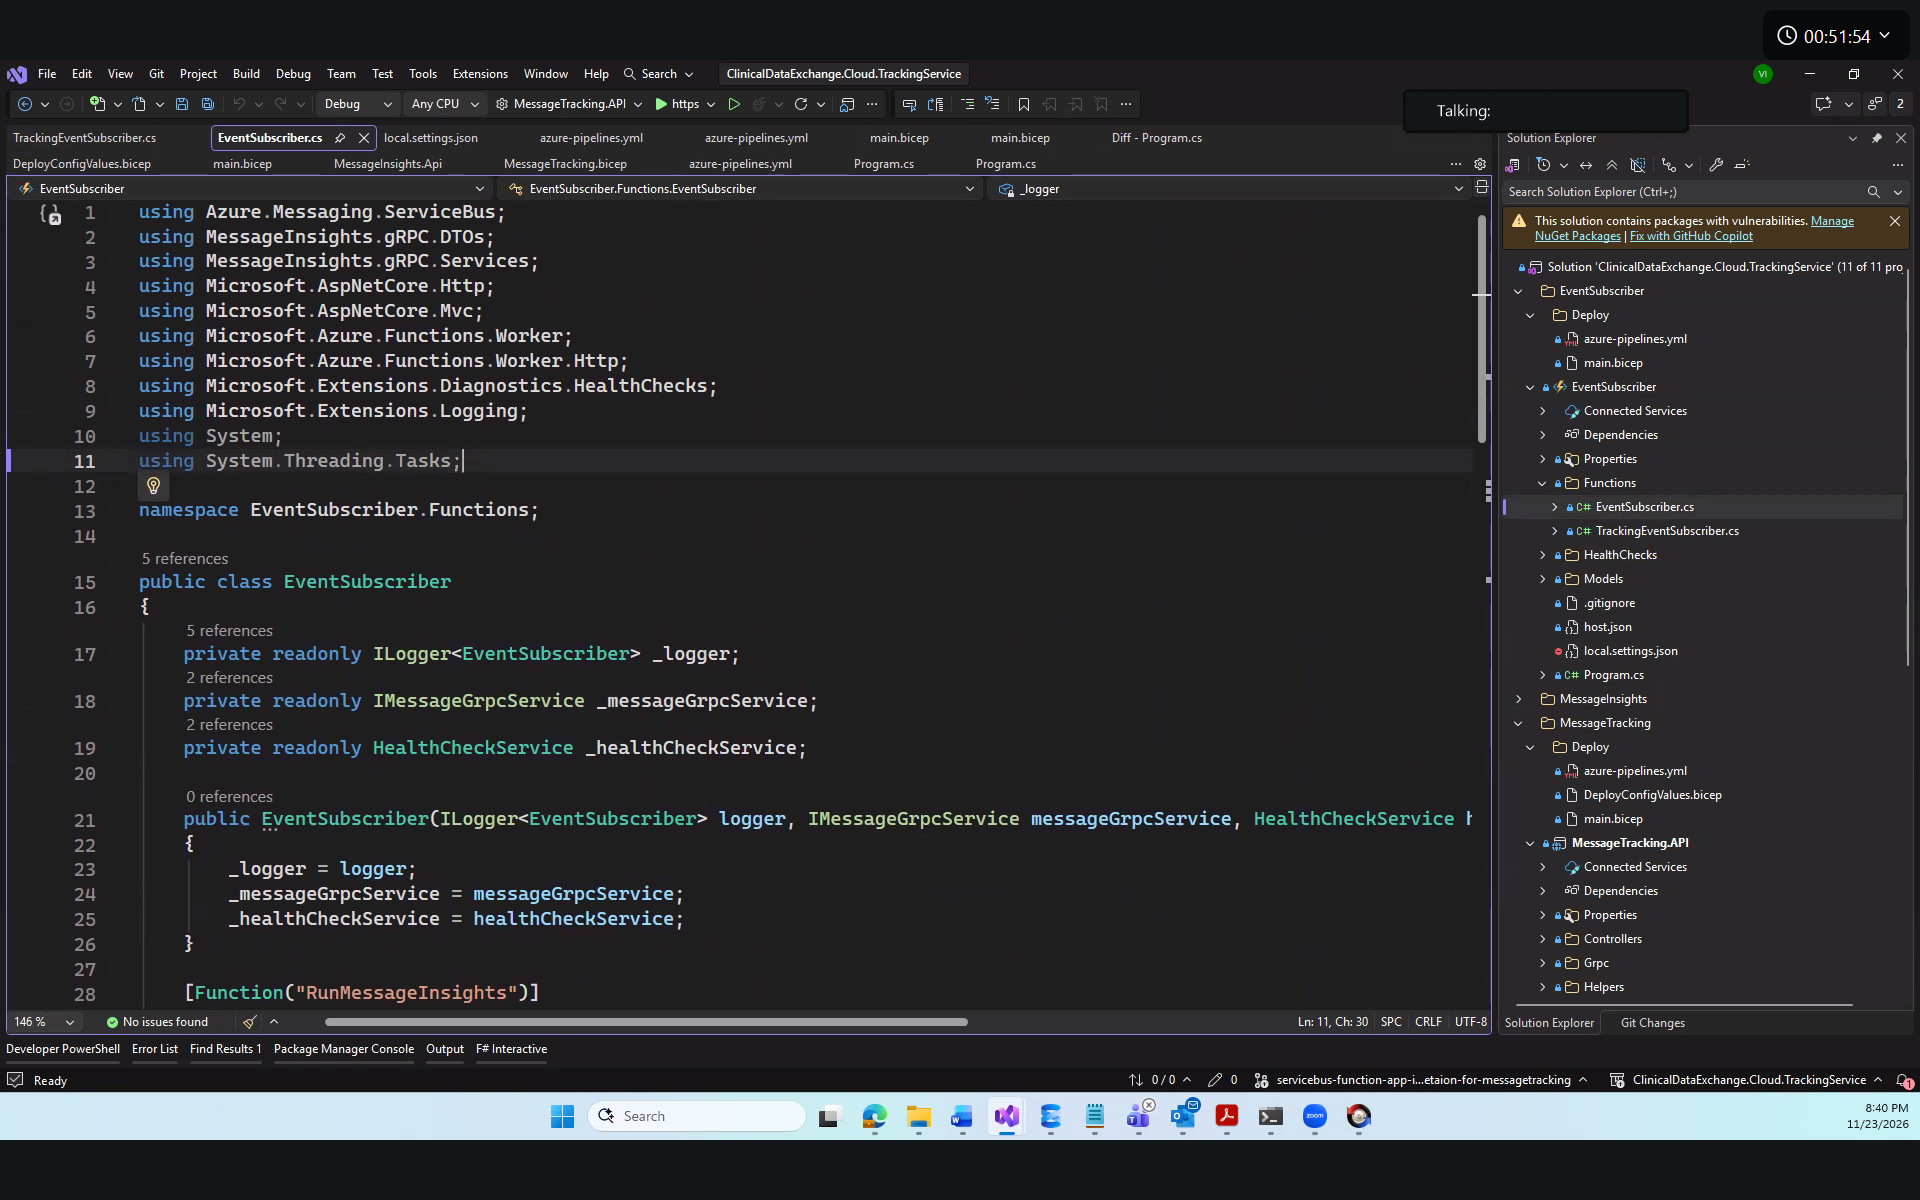 00:51:54
File Edit View Git Project Build Debug Team Test Tools Extensions Window Help Search ClinicalDataExchange.Cloud.TrackingService VI
Debug Any CPU MessageTracking.API https 2
Talking:
TrackingEventSubscriber.cs EventSubscriber.cs local.settings.json azure-pipelines.yml azure-pipelines.yml main.bicep main.bicep Diff - Program.cs
DeployConfigValues.bicep main.bicep MessageInsights.Api MessageTracking.bicep azure-pipelines.yml Program.cs Program.cs
EventSubscriber EventSubscriber.Functions.EventSubscriber _logger
1 using Azure.Messaging.ServiceBus;
2 using MessageInsights.gRPC.DTOs;
3 using MessageInsights.gRPC.Services;
4 using Microsoft.AspNetCore.Http;
5 using Microsoft.AspNetCore.Mvc;
6 using Microsoft.Azure.Functions.Worker;
7 using Microsoft.Azure.Functions.Worker.Http;
8 using Microsoft.Extensions.Diagnostics.HealthChecks;
9 using Microsoft.Extensions.Logging;
10 using System;
11 using System.Threading.Tasks;
12
13 namespace EventSubscriber.Functions;
14
5 references
15 public class EventSubscriber
16 {
5 references
17 private readonly ILogger<EventSubscriber> _logger;
2 references
18 private readonly IMessageGrpcService _messageGrpcService;
2 references
19 private readonly HealthCheckService _healthCheckService;
20
0 references
21 public EventSubscriber(ILogger<EventSubscriber> logger, IMessageGrpcService messageGrpcService, HealthCheckService h
22 {
23 _logger = logger;
24 _messageGrpcService = messageGrpcService;
25 _healthCheckService = healthCheckService;
26 }
27
28 [Function("RunMessageInsights")]
146 % No issues found Ln: 11, Ch: 30 SPC CRLF UTF-8
Solution Explorer
Search Solution Explorer (Ctrl+;)
This solution contains packages with vulnerabilities. Manage
NuGet Packages | Fix with GitHub Copilot
Solution 'ClinicalDataExchange.Cloud.TrackingService' (11 of 11 pro
EventSubscriber
Deploy
azure-pipelines.yml
main.bicep
EventSubscriber
Connected Services
Dependencies
Properties
Functions
C# EventSubscriber.cs
C# TrackingEventSubscriber.cs
HealthChecks
Models
.gitignore
host.json
local.settings.json
C# Program.cs
MessageInsights
MessageTracking
Deploy
azure-pipelines.yml
DeployConfigValues.bicep
main.bicep
MessageTracking.API
Connected Services
Dependencies
Properties
Controllers
Grpc
Helpers
Solution Explorer Git Changes
Developer PowerShell Error List Find Results 1 Package Manager Console Output F# Interactive
Ready 0 / 0 0 servicebus-function-app-i...etaion-for-messagetracking ClinicalDataExchange.Cloud.TrackingService 1
Search
zoom
8:40 PM
11/23/2026